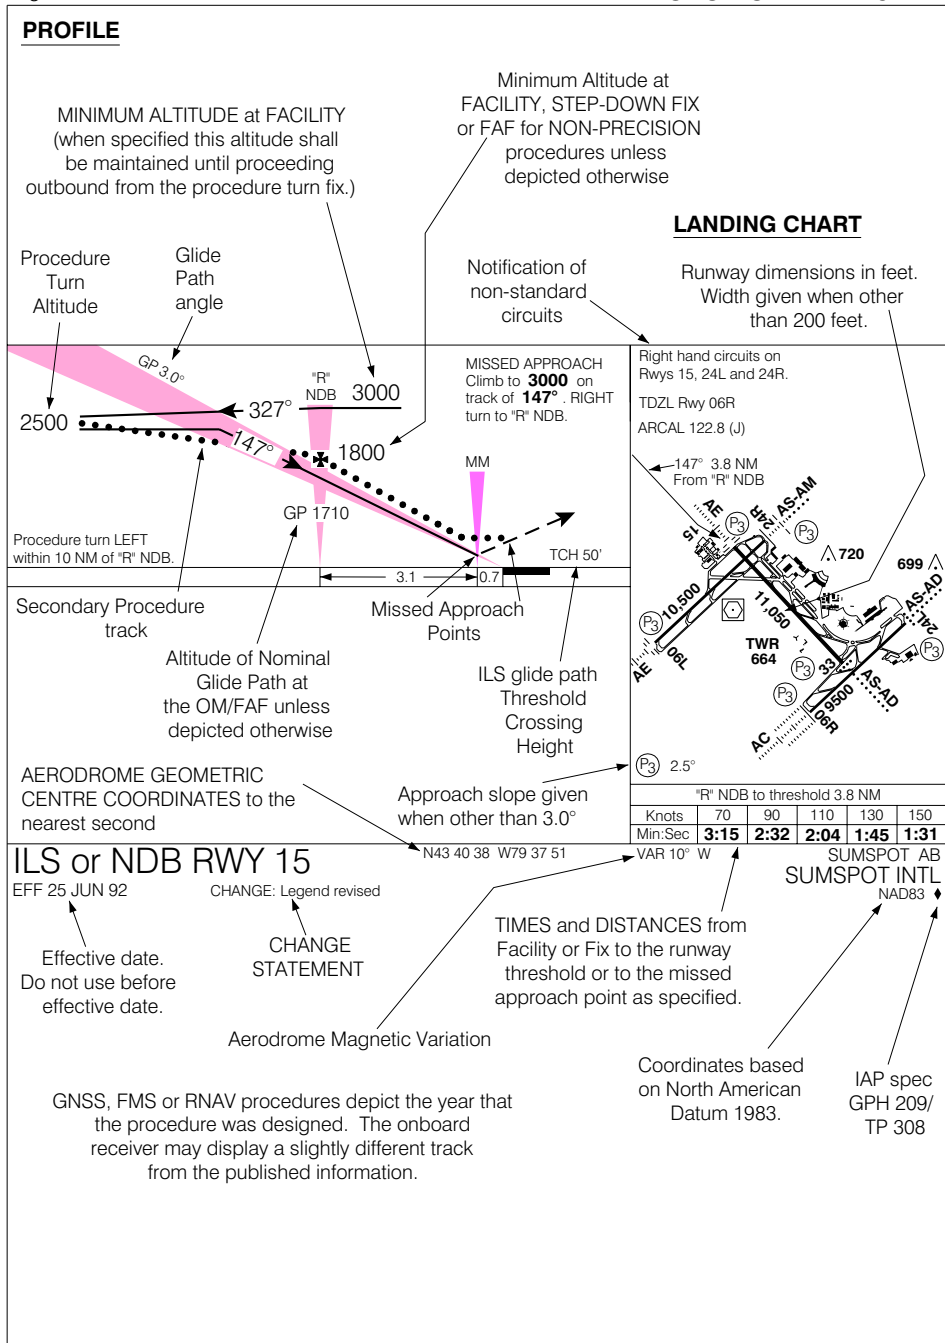 PROFILE
Minimum Altitude at
FACILITY, STEP-DOWN FIX
or FAF for NON-PRECISION
procedures unless
depicted otherwise
MINIMUM ALTITUDE at FACILITY
(when specified this altitude shall
be maintained until proceeding
outbound from the procedure turn fix.)
LANDING CHART
Procedure
Turn
Altitude
Glide
Path
angle
Notification of
non-standard
circuits
Runway dimensions in feet.
Width given when other
than 200 feet.
GP 3.0°
"R"
NDB
3000
2500
327°
147°
1800
MISSED APPROACH
Climb to 3000 on
track of 147° . RIGHT
turn to "R" NDB.
MM
GP 1710
Procedure turn LEFT
within 10 NM of "R" NDB.
TCH 50'
3.1
0.7
Right hand circuits on
Rwys 15, 24L and 24R.
TDZL Rwy 06R
ARCAL 122.8 (J)
147° 3.8 NM
From "R" NDB
AE
15
P3
24R
AS-AM
P3
720
699
AS-AD
24L
P3
10,500
11,050
P3
06L
AE
TWR
664
P3
33
AS-AD
P3
9500
06R
AC
P3 2.5°
Secondary Procedure
track
Missed Approach
Points
Altitude of Nominal
Glide Path at
the OM/FAF unless
depicted otherwise
ILS glide path
Threshold
Crossing
Height
AERODROME GEOMETRIC
CENTRE COORDINATES to the
nearest second
Approach slope given
when other than 3.0°
"R" NDB to threshold 3.8 NM
Knots 70 90 110 130 150
Min:Sec 3:15 2:32 2:04 1:45 1:31
ILS or NDB RWY 15
N43 40 38 W79 37 51
VAR 10° W
SUMSPOT AB
SUMSPOT INTL
EFF 25 JUN 92
CHANGE: Legend revised
NAD83
Effective date.
Do not use before
effective date.
CHANGE
STATEMENT
TIMES and DISTANCES from
Facility or Fix to the runway
threshold or to the missed
approach point as specified.
Aerodrome Magnetic Variation
Coordinates based
on North American
Datum 1983.
IAP spec
GPH 209/
TP 308
GNSS, FMS or RNAV procedures depict the year that
the procedure was designed. The onboard
receiver may display a slightly different track
from the published information.